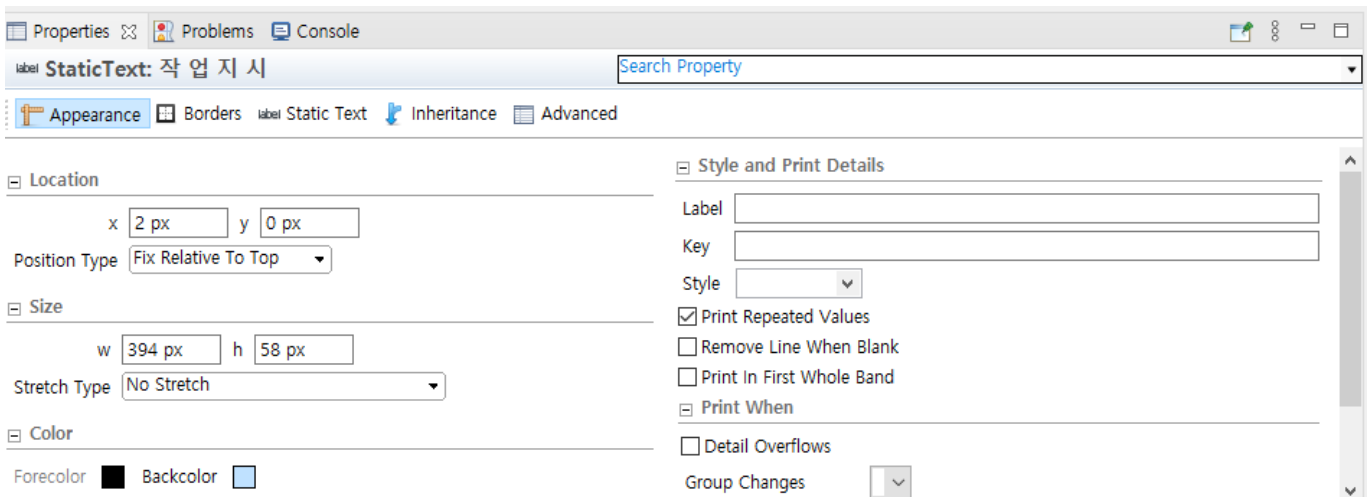 Properties Problems Console
label StaticText: 작 업 지 시
Search Property
Appearance Borders label Static Text Inheritance Advanced
Location
x 2 px y 0 px
Position Type Fix Relative To Top
Size
w 394 px h 58 px
Stretch Type No Stretch
Color
Forecolor Backcolor
Style and Print Details
Label
Key
Style
Print Repeated Values
Remove Line When Blank
Print In First Whole Band
Print When
Detail Overflows
Group Changes